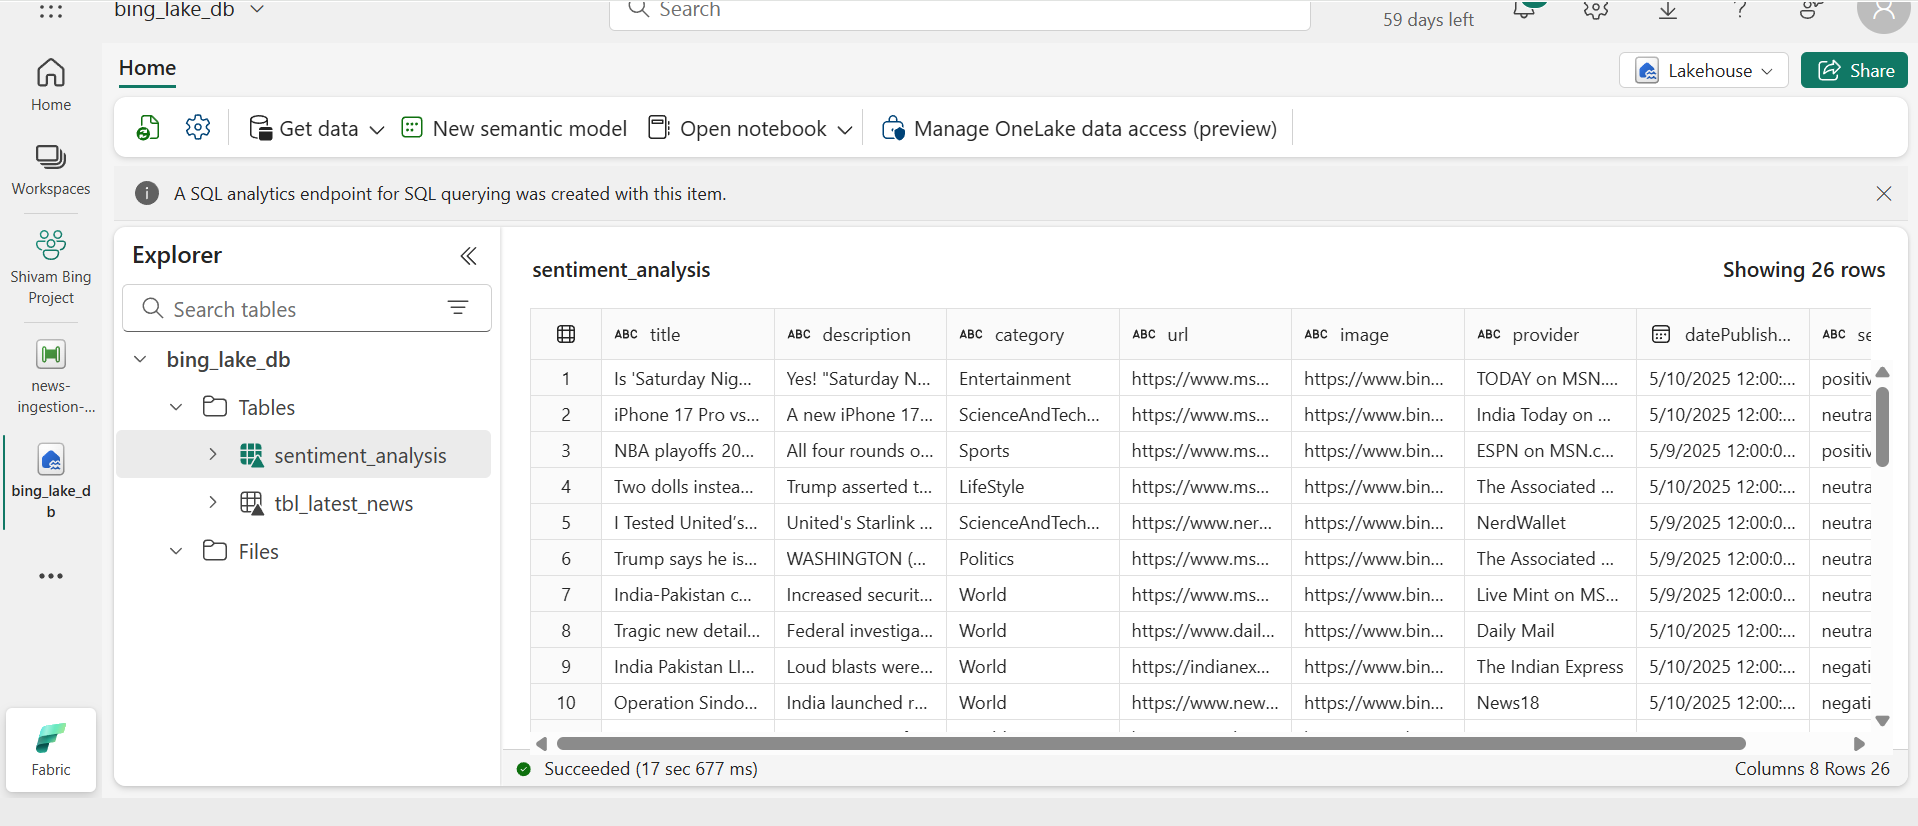 bing_lake_db
Search
59 days left
Home
Lakehouse
Share
Get data
New semantic model
Open notebook
Manage OneLake data access (preview)
A SQL analytics endpoint for SQL querying was created with this item.
Home
Workspaces
Shivam Bing
Project
news-
ingestion-...
bing_lake_d
b
Fabric
Explorer
Search tables
bing_lake_db
Tables
sentiment_analysis
tbl_latest_news
Files
sentiment_analysis
Showing 26 rows
ABC title ABC description ABC category ABC url ABC image ABC provider datePublish... ABC se
1 Is 'Saturday Nig... Yes! "Saturday N... Entertainment https://www.ms... https://www.bin... TODAY on MSN.... 5/10/2025 12:00:... positiv
2 iPhone 17 Pro vs... A new iPhone 17... ScienceAndTech... https://www.ms... https://www.bin... India Today on ... 5/10/2025 12:00:... neutra
3 NBA playoffs 20... All four rounds o... Sports https://www.ms... https://www.bin... ESPN on MSN.c... 5/9/2025 12:00:0... positiv
4 Two dolls instea... Trump asserted t... LifeStyle https://www.ms... https://www.bin... The Associated ... 5/10/2025 12:00:... neutra
5 I Tested United's... United's Starlink ... ScienceAndTech... https://www.ner... https://www.bin... NerdWallet 5/9/2025 12:00:0... neutra
6 Trump says he is... WASHINGTON (... Politics https://www.ms... https://www.bin... The Associated ... 5/9/2025 12:00:0... neutra
7 India-Pakistan c... Increased securit... World https://www.ms... https://www.bin... Live Mint on MS... 5/9/2025 12:00:0... neutra
8 Tragic new detail... Federal investiga... World https://www.dail... https://www.bin... Daily Mail 5/10/2025 12:00:... neutra
9 India Pakistan LI... Loud blasts were... World https://indianex... https://www.bin... The Indian Express 5/10/2025 12:00:... negati
10 Operation Sindo... India launched r... World https://www.new... https://www.bin... News18 5/10/2025 12:00:... negati
Succeeded (17 sec 677 ms)
Columns 8 Rows 26